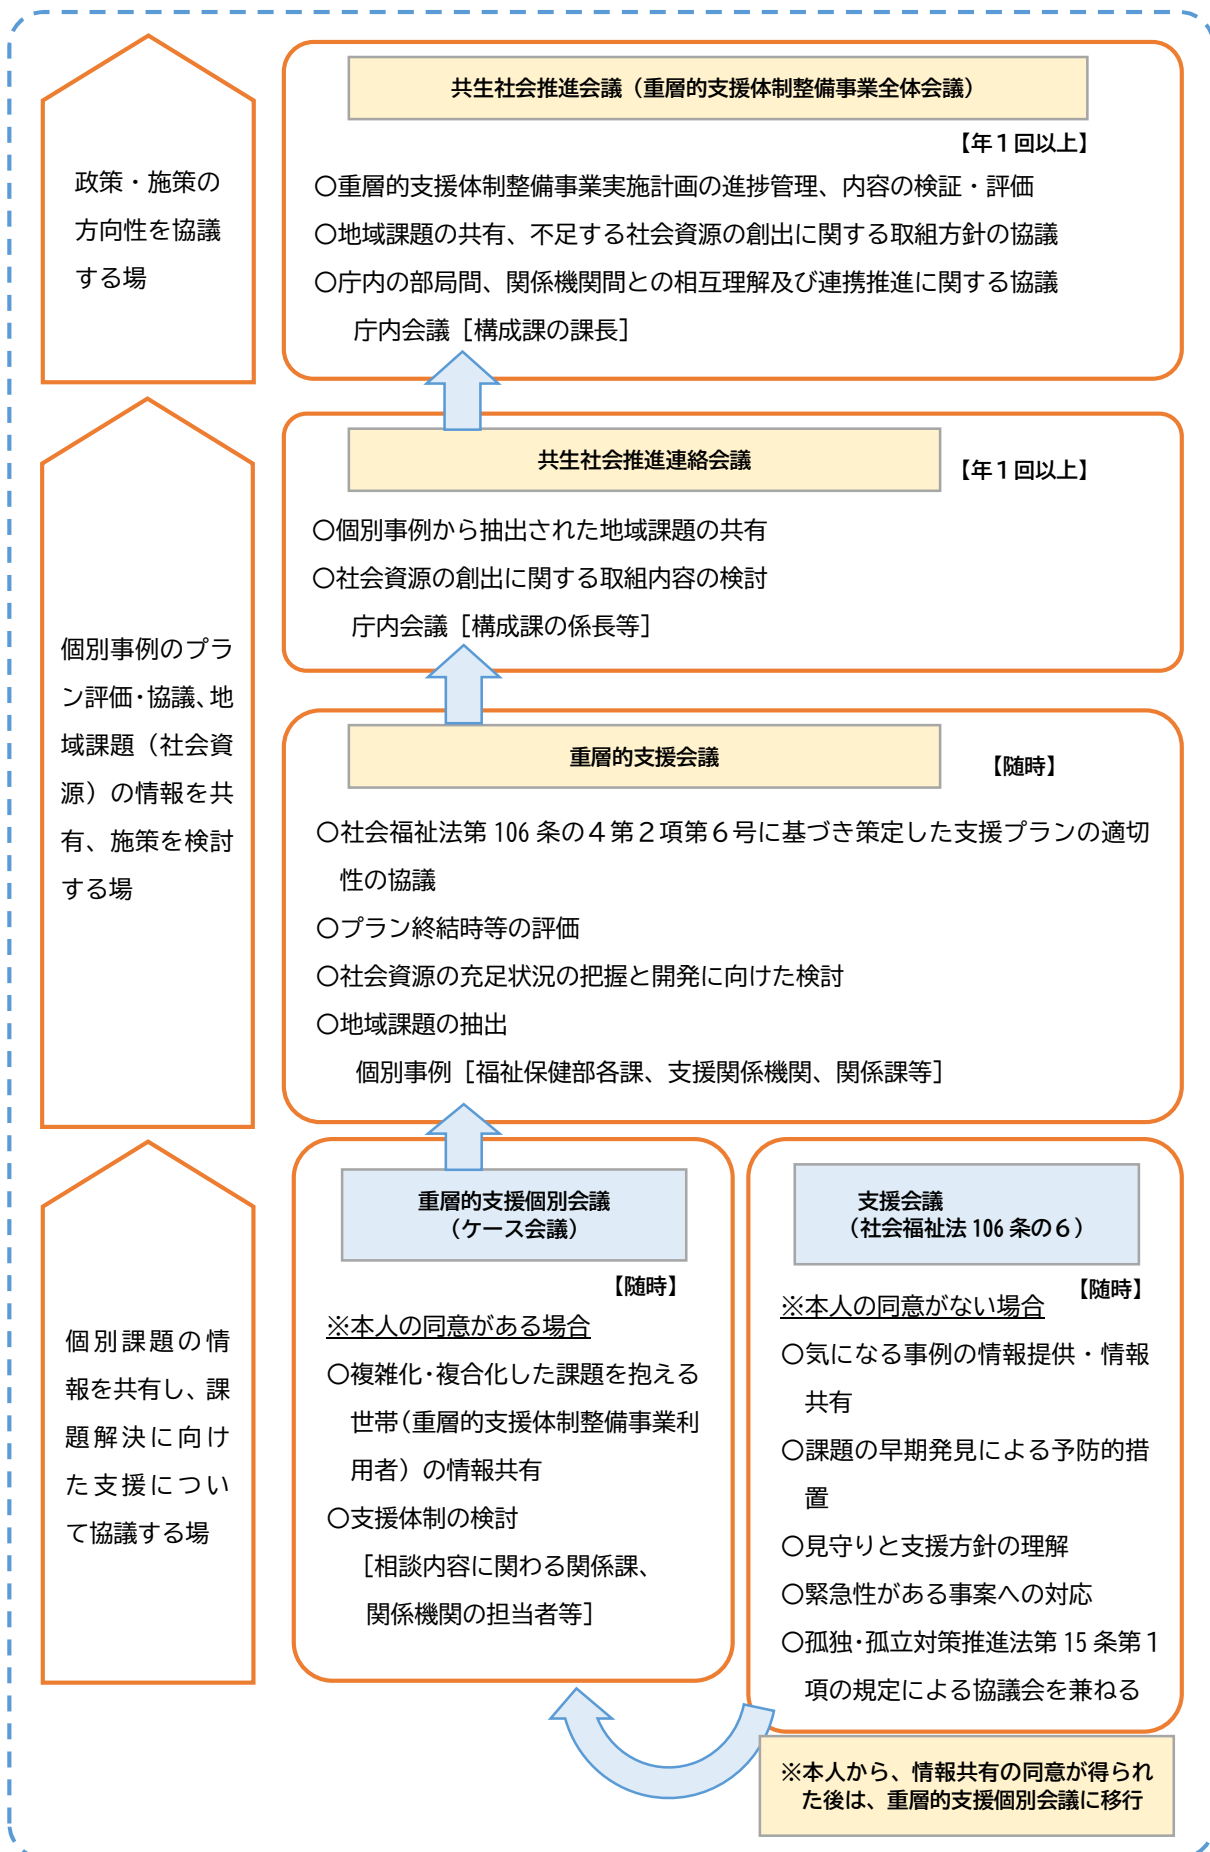 政策・施策の
方向性を協議
する場
共生社会推進会議（重層的支援体制整備事業全体会議）
【年１回以上】
〇重層的支援体制整備事業実施計画の進捗管理、内容の検証・評価
〇地域課題の共有、不足する社会資源の創出に関する取組方針の協議
〇庁内の部局間、関係機関間との相互理解及び連携推進に関する協議
庁内会議［構成課の課長］
個別事例のプラ
ン評価・協議、地
域課題（社会資
源）の情報を共
有、施策を検討
する場
共生社会推進連絡会議
【年１回以上】
〇個別事例から抽出された地域課題の共有
〇社会資源の創出に関する取組内容の検討
庁内会議［構成課の係長等］
重層的支援会議
【随時】
〇社会福祉法第 106 条の４第２項第６号に基づき策定した支援プランの適切
性の協議
〇プラン終結時等の評価
〇社会資源の充足状況の把握と開発に向けた検討
〇地域課題の抽出
個別事例［福祉保健部各課、支援関係機関、関係課等］
個別課題の情
報を共有し、課
題解決に向け
た支援につい
て協議する場
重層的支援個別会議
（ケース会議）
【随時】
※本人の同意がある場合
〇複雑化・複合化した課題を抱える
世帯（重層的支援体制整備事業利
用者）の情報共有
〇支援体制の検討
［相談内容に関わる関係課、
関係機関の担当者等］
支援会議
（社会福祉法 106 条の６）
【随時】
※本人の同意がない場合
〇気になる事例の情報提供・情報
共有
〇課題の早期発見による予防的措
置
〇見守りと支援方針の理解
〇緊急性がある事案への対応
〇孤独・孤立対策推進法第 15 条第１
項の規定による協議会を兼ねる
※本人から、情報共有の同意が得られ
た後は、重層的支援個別会議に移行